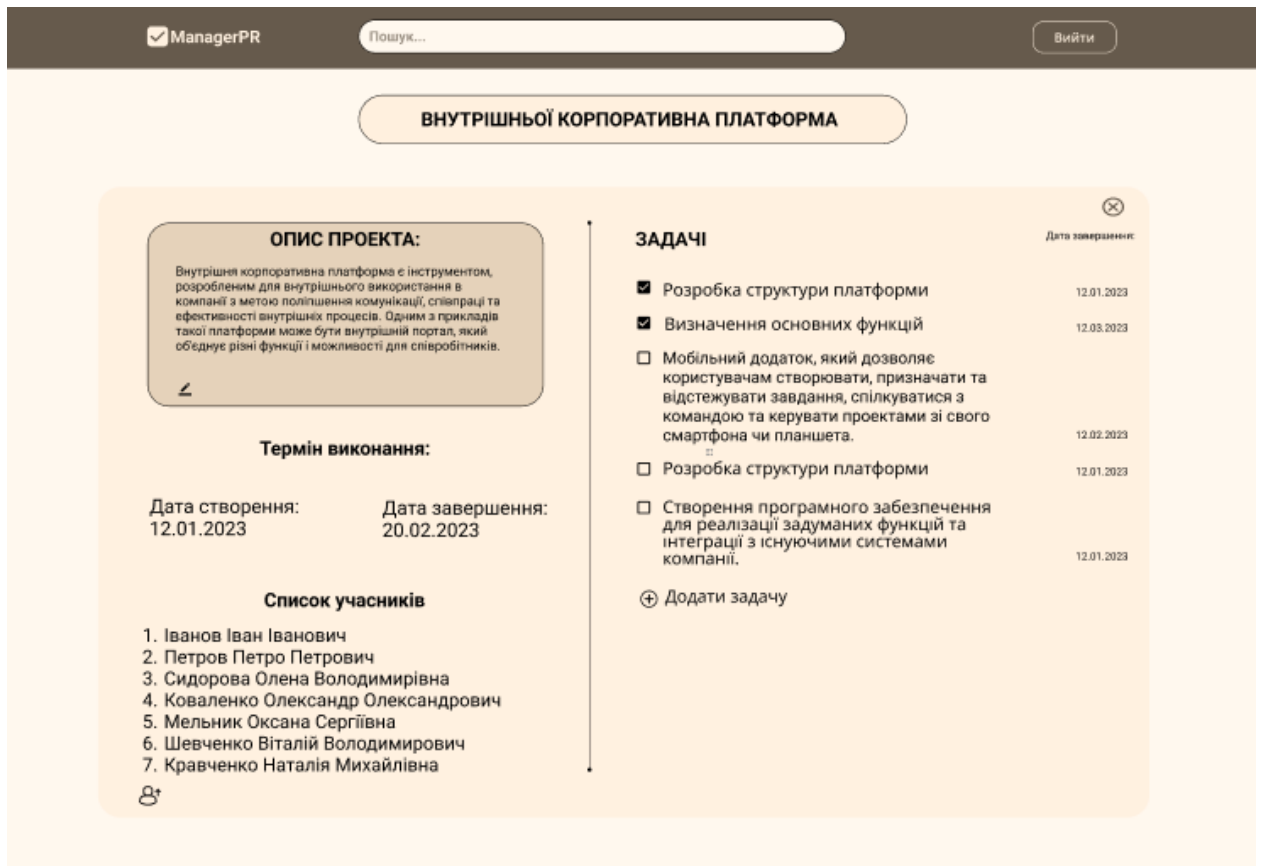 ManagerPR
Пошук...
Вийти
ВНУТРІШНЬОЇ КОРПОРАТИВНА ПЛАТФОРМА
ОПИС ПРОЕКТА:
Внутрішня корпоративна платформа є інструментом,
розробленим для внутрішнього використання в
компанії з метою поліпшення комунікації, співпраці та
ефективності внутрішніх процесів. Одним з прикладів
такої платформи може бути внутрішній портал, який
об'єднує різні функції і можливості для співробітників.
Термін виконання:
Дата створення:
12.01.2023
Дата завершення:
20.02.2023
Список учасників
1. Іванов Іван Іванович
2. Петров Петро Петрович
3. Сидорова Олена Володимирівна
4. Коваленко Олександр Олександрович
5. Мельник Оксана Сергіївна
6. Шевченко Віталій Володимирович
7. Кравченко Наталія Михайлівна
ЗАДАЧІ
Дата завершення:
Розробка структури платформи
12.01.2023
Визначення основних функцій
12.03.2023
Мобільний додаток, який дозволяє
користувачам створювати, призначати та
відстежувати завдання, спілкуватися з
командою та керувати проектами зі свого
смартфона чи планшета.
12.02.2023
Розробка структури платформи
12.01.2023
Створення програмного забезпечення
для реалізації задуманих функцій та
інтеграції з існуючими системами
компанії.
12.01.2023
Додати задачу